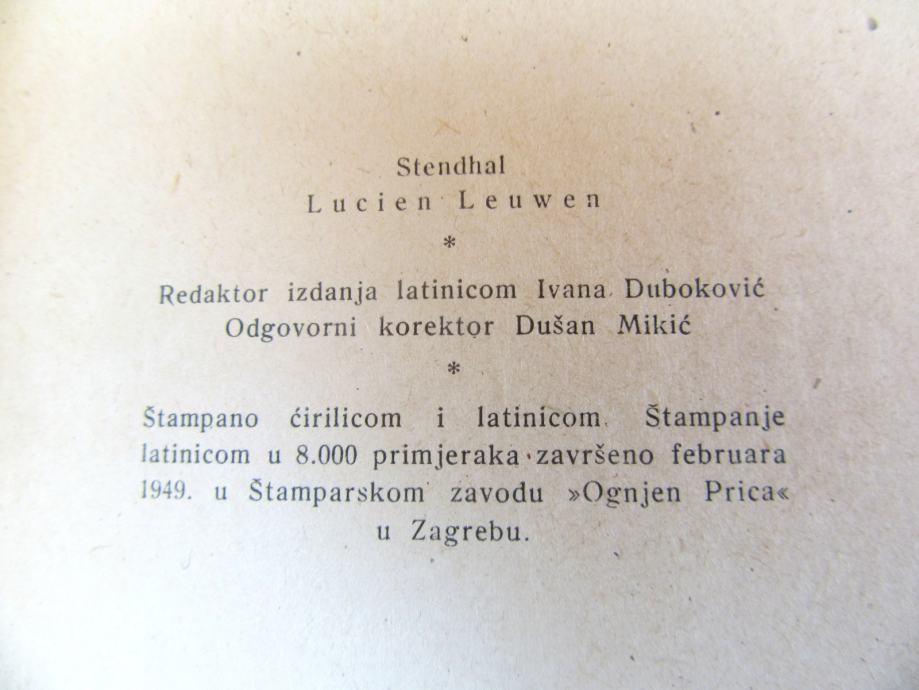 Stendhal
Lucien Leuwen
*
Redaktor izdanja latinicom Ivana Duboković
Odgovorni korektor Dušan Mikić
*
Štampano ćirilicom i latinicom. Štampanje
latinicom u 8.000 primjeraka završeno februara
1949. u Štamparskom zavodu »Ognjen Prica«
u Zagrebu.